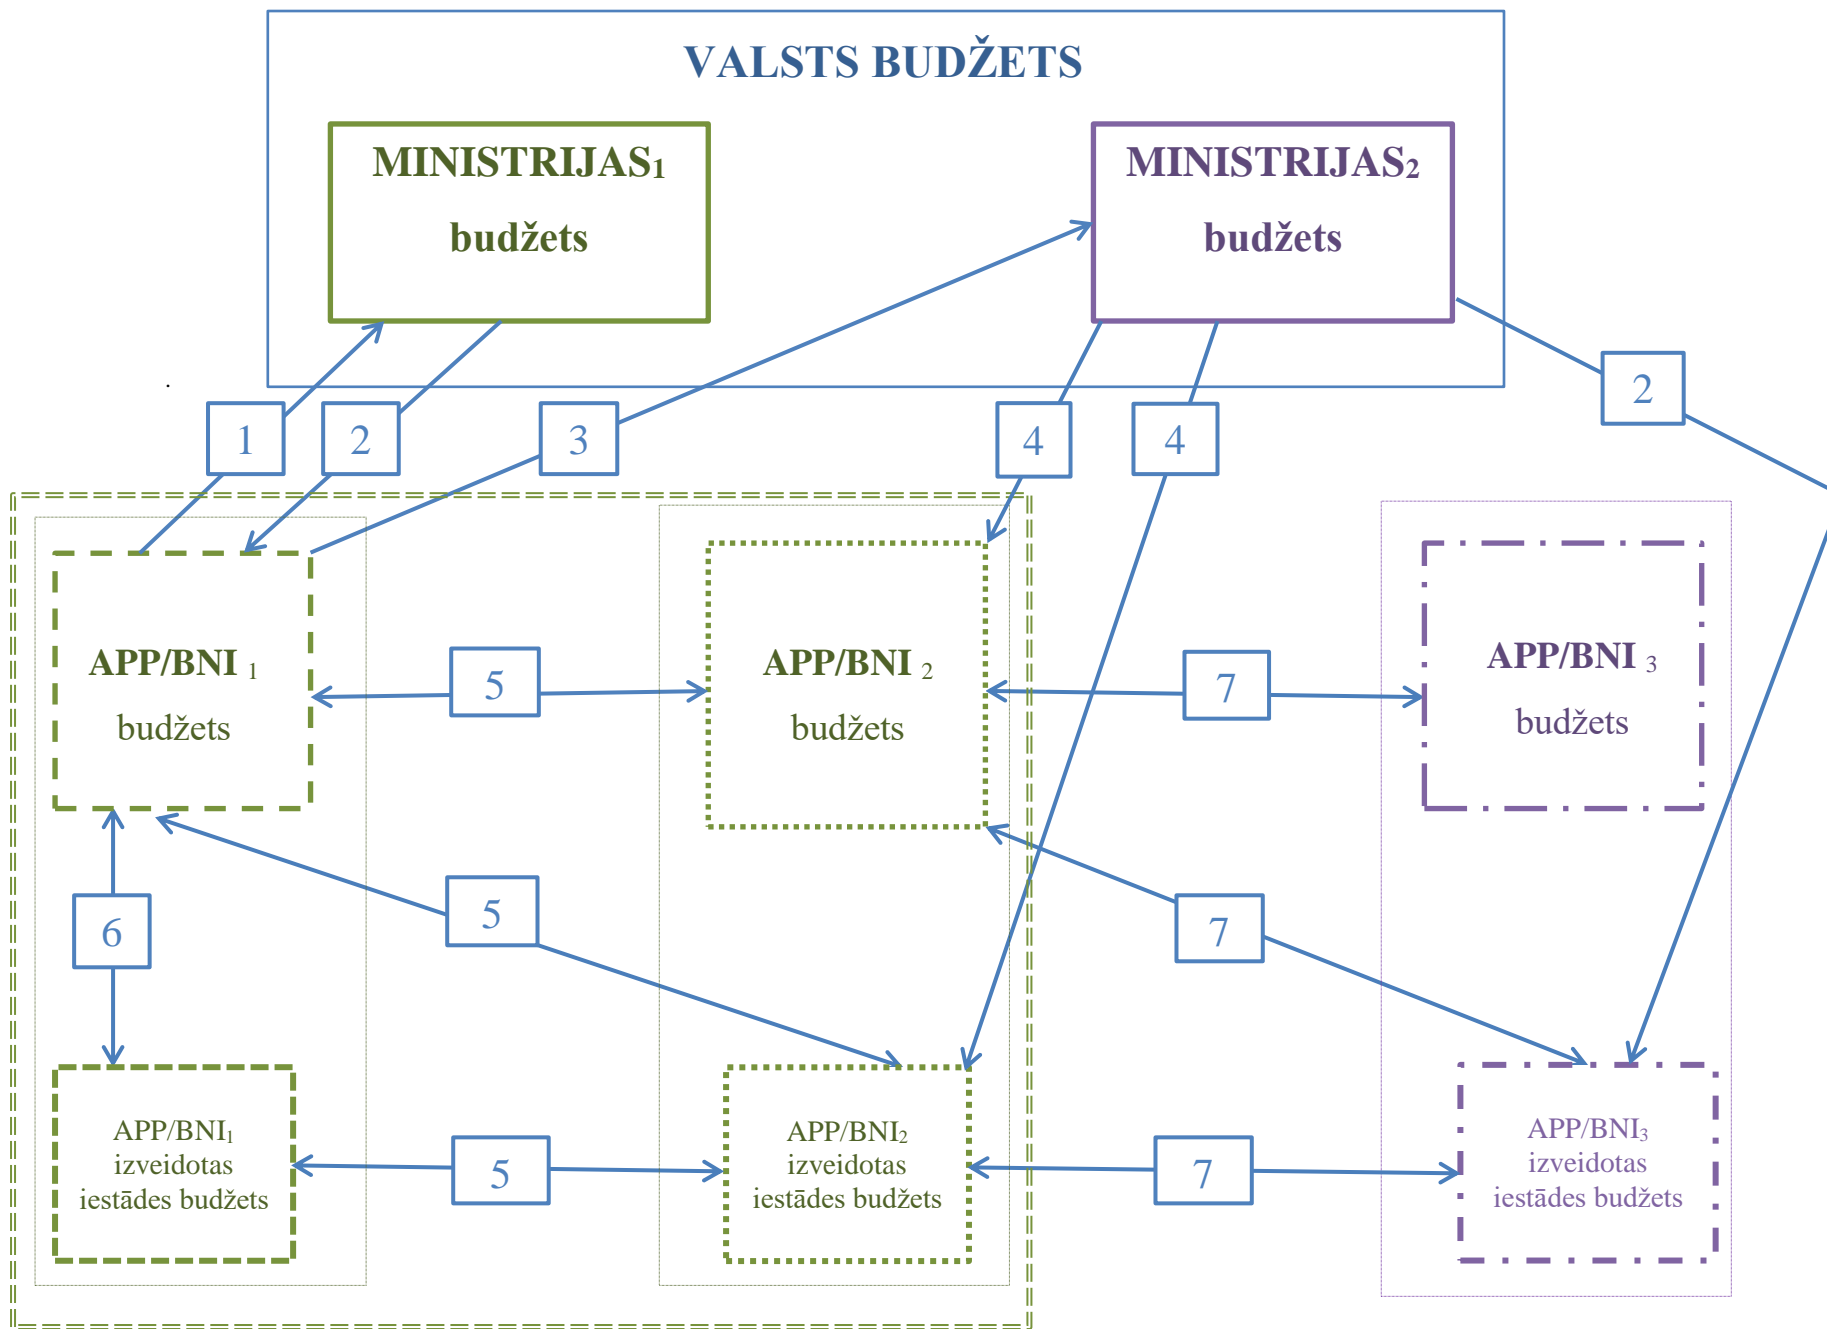 VALSTS BUDŽETS
MINISTRIJAS₁
budžets
MINISTRIJAS₂
budžets
.
1
2
3
4
4
2
APP/BNI ₁
budžets
5
APP/BNI ₂
budžets
7
APP/BNI ₃
budžets
6
5
7
APP/BNI₁
izveidotas
iestādes budžets
5
APP/BNI₂
izveidotas
iestādes budžets
7
APP/BNI₃
izveidotas
iestādes budžets